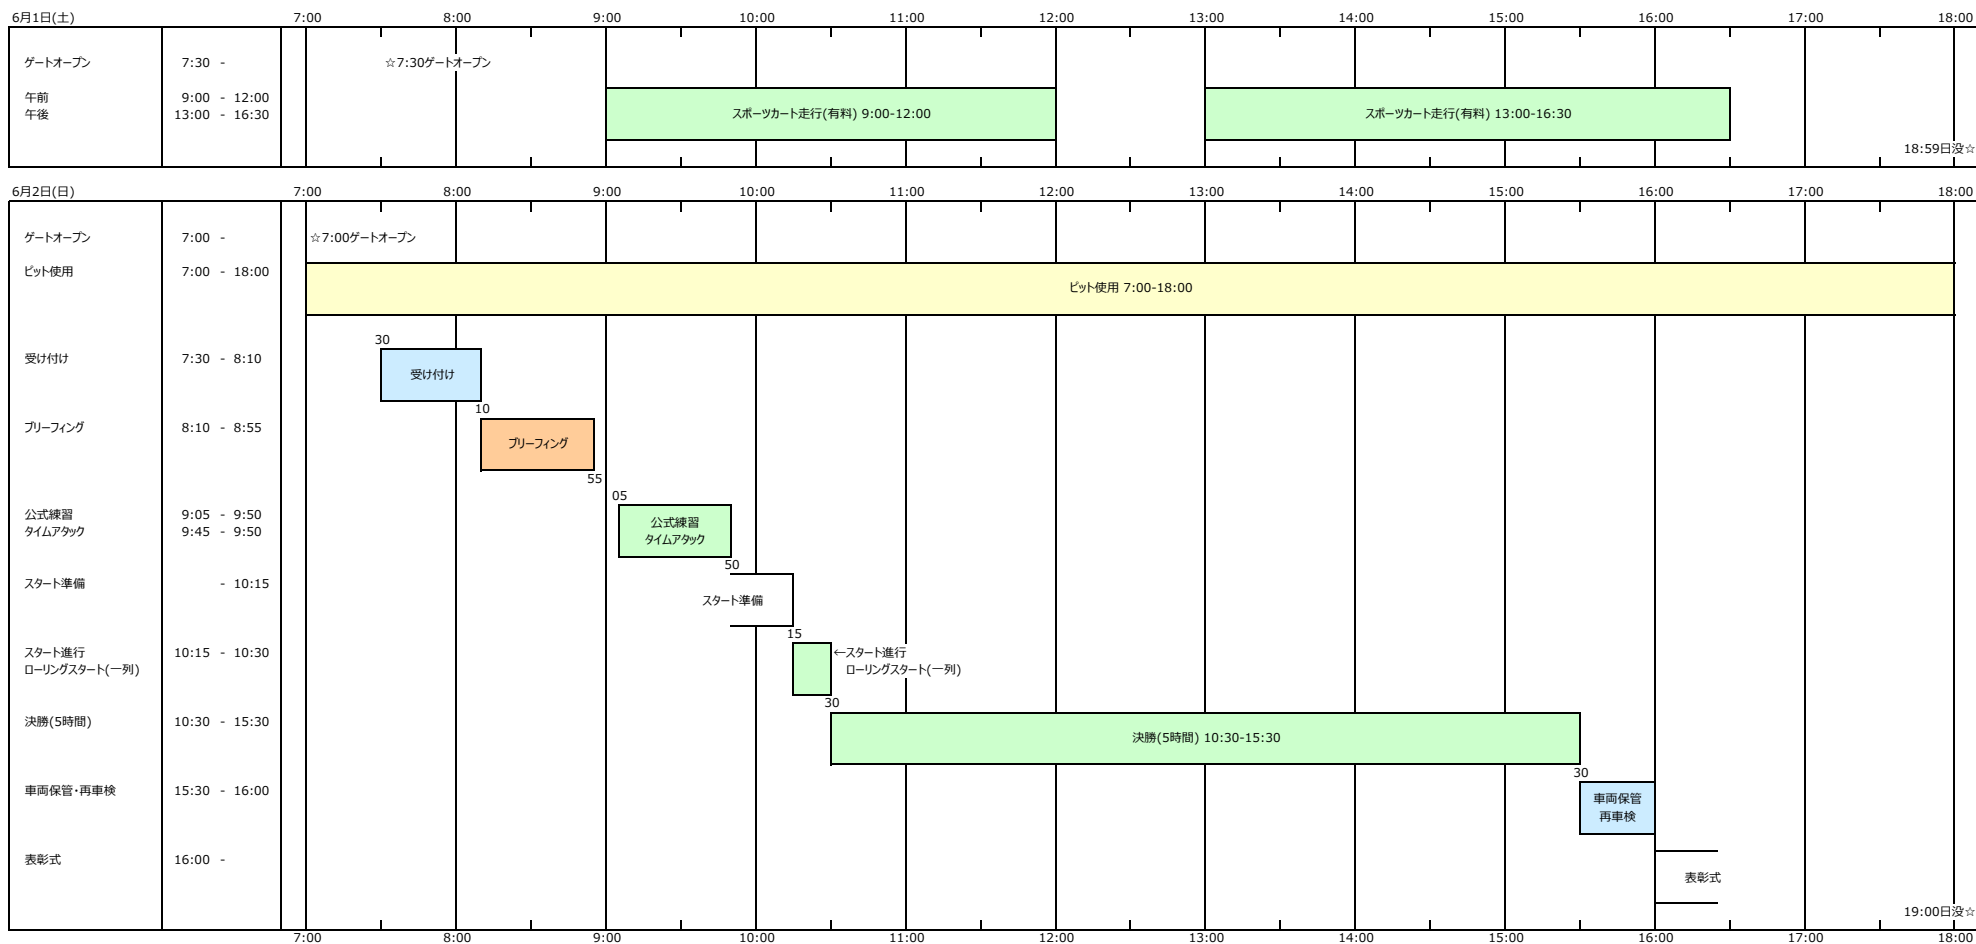 6月1日(土) 7:00 8:00 9:00 10:00 11:00 12:00 13:00 14:00 15:00 16:00 17:00 18:00
ゲートオープン 7:30 - ☆7:30ゲートオープン
午前 9:00 - 12:00
午後 13:00 - 16:30
スポーツカート走行(有料) 9:00-12:00 スポーツカート走行(有料) 13:00-16:30
18:59日没☆
6月2日(日) 7:00 8:00 9:00 10:00 11:00 12:00 13:00 14:00 15:00 16:00 17:00 18:00
ゲートオープン 7:00 - ☆7:00ゲートオープン
ピット使用 7:00 - 18:00
ピット使用 7:00-18:00
30
受け付け 7:30 - 8:10
受け付け
10
ブリーフィング 8:10 - 8:55
ブリーフィング
55
05
公式練習 9:05 - 9:50
タイムアタック 9:45 - 9:50
公式練習
タイムアタック
50
スタート準備 - 10:15
スタート準備
15
スタート進行 10:15 - 10:30 ←スタート進行
ローリングスタート(一列) ローリングスタート(一列)
30
決勝(5時間) 10:30 - 15:30
決勝(5時間) 10:30-15:30
30
車両保管・再車検 15:30 - 16:00
車両保管
再車検
表彰式 16:00 -
表彰式
19:00日没☆
7:00 8:00 9:00 10:00 11:00 12:00 13:00 14:00 15:00 16:00 17:00 18:00